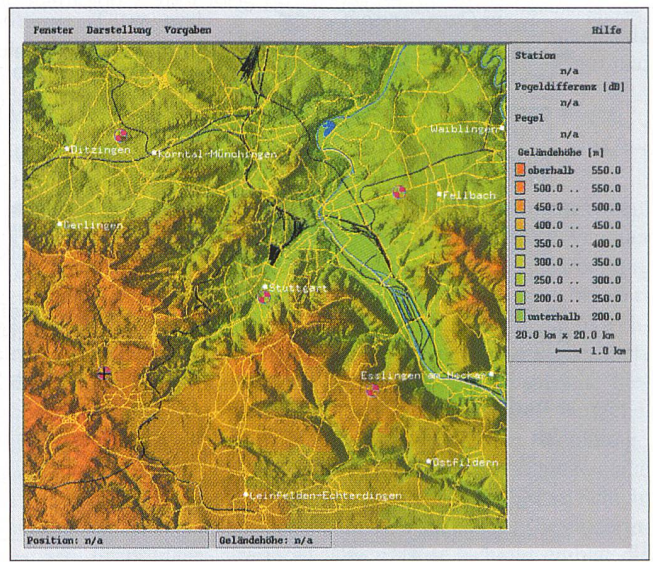 Fenster Darstellung Vorgaben Hilfe
Station
n/a
Pegeldifferenz [dB]
n/a
Pegel
n/a
Geländehöhe [m]
oberhalb 550.0
500.0 .. 550.0
450.0 .. 500.0
400.0 .. 450.0
350.0 .. 400.0
300.0 .. 350.0
250.0 .. 300.0
200.0 .. 250.0
unterhalb 200.0
20.0 km x 20.0 km
1.0 km
Waiblingen
Ditzingen
Korntal-Münchingen
Fellbach
Gerlingen
Stuttgart
Esslingen am Neckar
Ostfildern
Leinfelden-Echterdingen
Position: n/a
Geländehöhe: n/a